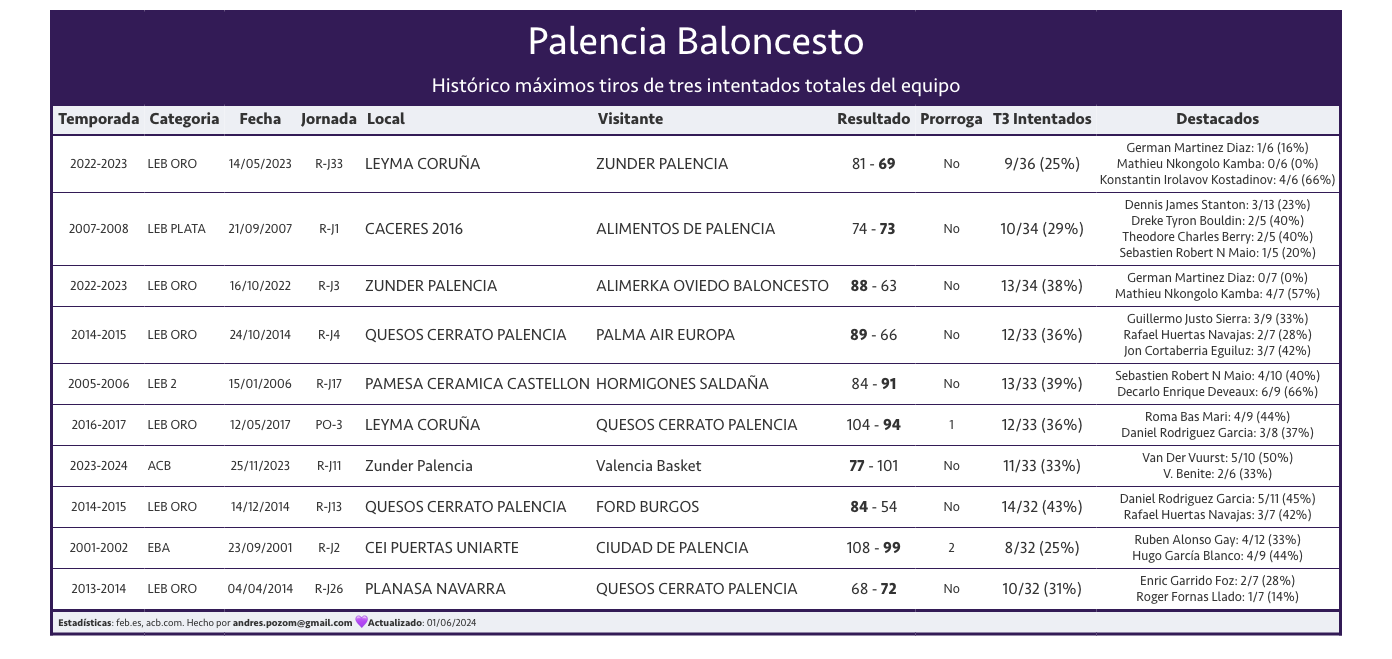 Palencia Baloncesto
Histórico máximos tiros de tres intentados totales del equipo
Temporada Categoria Fecha Jornada Local Visitante Resultado Prorroga T3 Intentados Destacados
German Martinez Diaz: 1/6 (16%)
2022-2023 LEB ORO 14/05/2023 R-J33 LEYMA CORUÑA ZUNDER PALENCIA 81 - 69 No 9/36 (25%) Mathieu Nkongolo Kamba: 0/6 (0%)
Konstantin Irolavov Kostadinov: 4/6 (66%)
Dennis James Stanton: 3/13 (23%)
Dreke Tyron Bouldin: 2/5 (40%)
2007-2008 LEB PLATA 21/09/2007 R-J1 CACERES 2016 ALIMENTOS DE PALENCIA 74 - 73 No 10/34 (29%)
Theodore Charles Berry: 2/5 (40%)
Sebastien Robert N Maio: 1/5 (20%)
German Martinez Diaz: 0/7 (0%)
2022-2023 LEB ORO 16/10/2022 R-J3 ZUNDER PALENCIA ALIMERKA OVIEDO BALONCESTO 88 - 63 No 13/34 (38%)
Mathieu Nkongolo Kamba: 4/7 (57%)
Guillermo Justo Sierra: 3/9 (33%)
2014-2015 LEB ORO 24/10/2014 R-J4 QUESOS CERRATO PALENCIA PALMA AIR EUROPA 89 - 66 No 12/33 (36%) Rafael Huertas Navajas: 2/7 (28%)
Jon Cortaberria Eguiluz: 3/7 (42%)
Sebastien Robert N Maio: 4/10 (40%)
2005-2006 LEB 2 15/01/2006 R-J17 PAMESA CERAMICA CASTELLON HORMIGONES SALDAÑA 84 - 91 No 13/33 (39%)
Decarlo Enrique Deveaux: 6/9 (66%)
Roma Bas Mari: 4/9 (44%)
2016-2017 LEB ORO 12/05/2017 PO-3 LEYMA CORUÑA QUESOS CERRATO PALENCIA 104 - 94 1 12/33 (36%)
Daniel Rodriguez Garcia: 3/8 (37%)
Van Der Vuurst: 5/10 (50%)
2023-2024 ACB 25/11/2023 R-J11 Zunder Palencia Valencia Basket 77 - 101 No 11/33 (33%)
V. Benite: 2/6 (33%)
Daniel Rodriguez Garcia: 5/11 (45%)
2014-2015 LEB ORO 14/12/2014 R-J13 QUESOS CERRATO PALENCIA FORD BURGOS 84 - 54 No 14/32 (43%)
Rafael Huertas Navajas: 3/7 (42%)
Ruben Alonso Gay: 4/12 (33%)
2001-2002 EBA 23/09/2001 R-J2 CEI PUERTAS UNIARTE CIUDAD DE PALENCIA 108 - 99 2 8/32 (25%)
Hugo García Blanco: 4/9 (44%)
Enric Garrido Foz: 2/7 (28%)
2013-2014 LEB ORO 04/04/2014 R-J26 PLANASA NAVARRA QUESOS CERRATO PALENCIA 68 - 72 No 10/32 (31%)
Roger Fornas Llado: 1/7 (14%)
Estadísticas: feb.es, acb.com. Hecho por andres.pozom@gmail.com 💜Actualizado: 01/06/2024